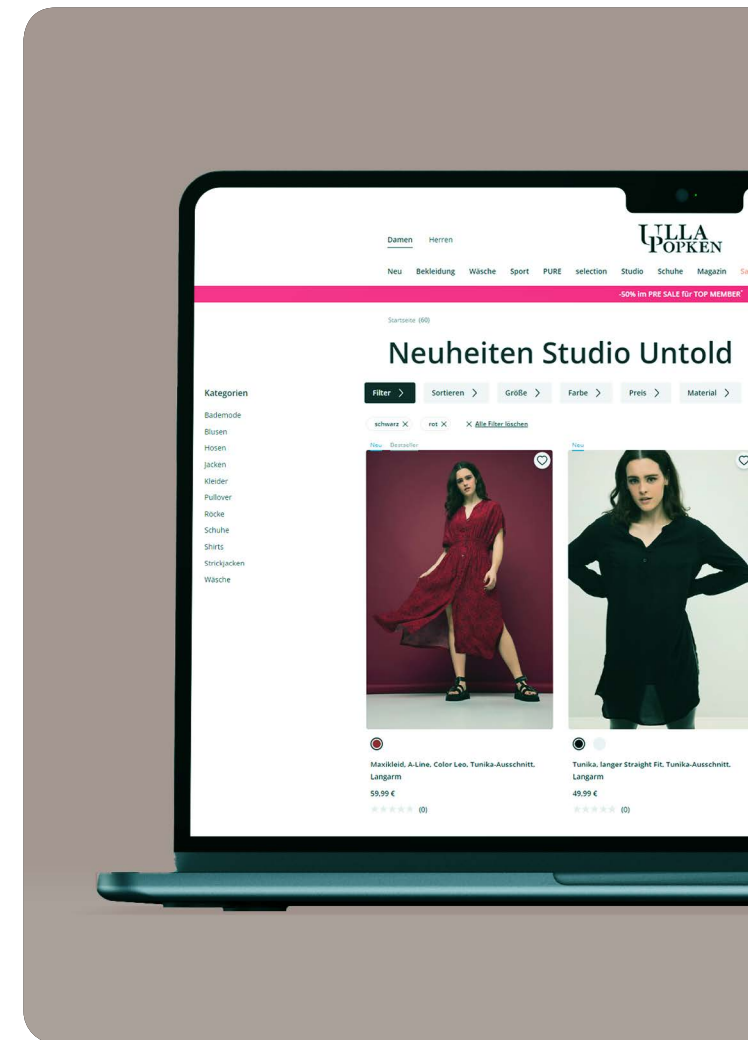 Damen Herren
ULLA
POPKEN
Neu Bekleidung Wäsche Sport PURE selection Studio Schuhe Magazin Sa
-50% im PRE SALE für TOP MEMBER*
Startseite (60)
Neuheiten Studio Untold
Kategorien
Bademode
Blusen
Hosen
Jacken
Kleider
Pullover
Röcke
Schuhe
Shirts
Strickjacken
Wäsche
Filter Sortieren Größe Farbe Preis Material
schwarz rot Alle Filter löschen
Neu Bestseller
Neu
Maxikleid, A-Line, Color Leo, Tunika-Ausschnitt,
Langarm
59,99 €
(0)
Tunika, langer Straight Fit, Tunika-Ausschnitt,
Langarm
49,99 €
(0)